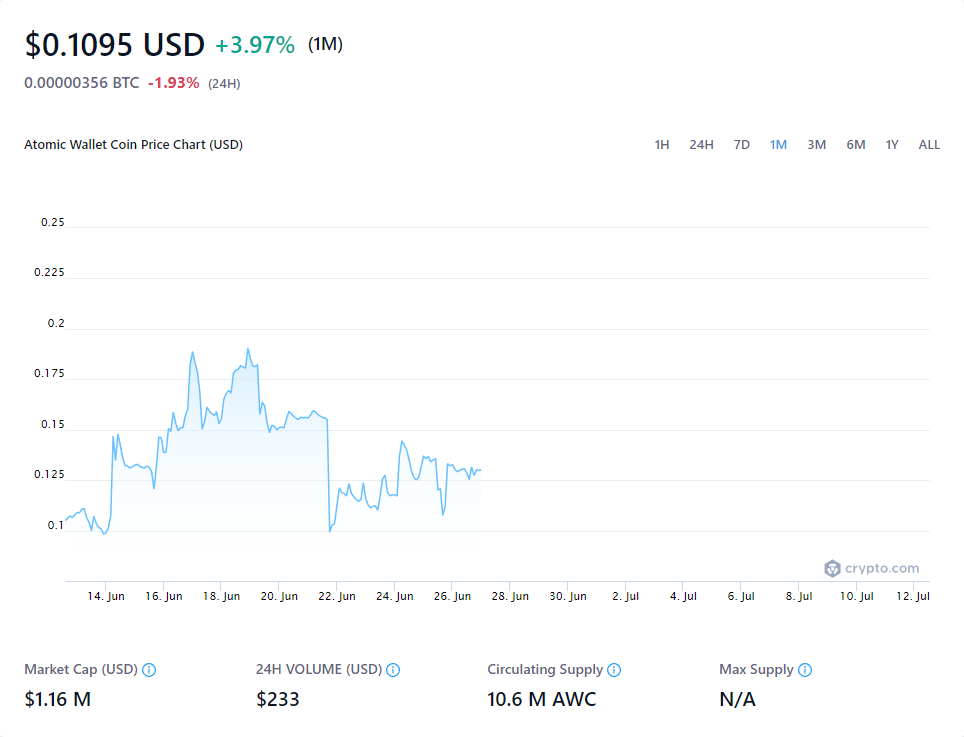 $0.1095 USD +3.97% (1M)
0.00000356 BTC -1.93% (24H)
Atomic Wallet Coin Price Chart (USD) 1H 24H 7D 1M 3M 6M 1Y ALL
0.25
0.225
0.2
0.175
0.15
0.125
0.1
crypto.com
14. Jun 16. Jun 18. Jun 20. Jun 22. Jun 24. Jun 26. Jun 28. Jun 30. Jun 2. Jul 4. Jul 6. Jul 8. Jul 10. Jul 12. Jul
Market Cap (USD) 24H VOLUME (USD) Circulating Supply Max Supply
$1.16 M $233 10.6 M AWC N/A